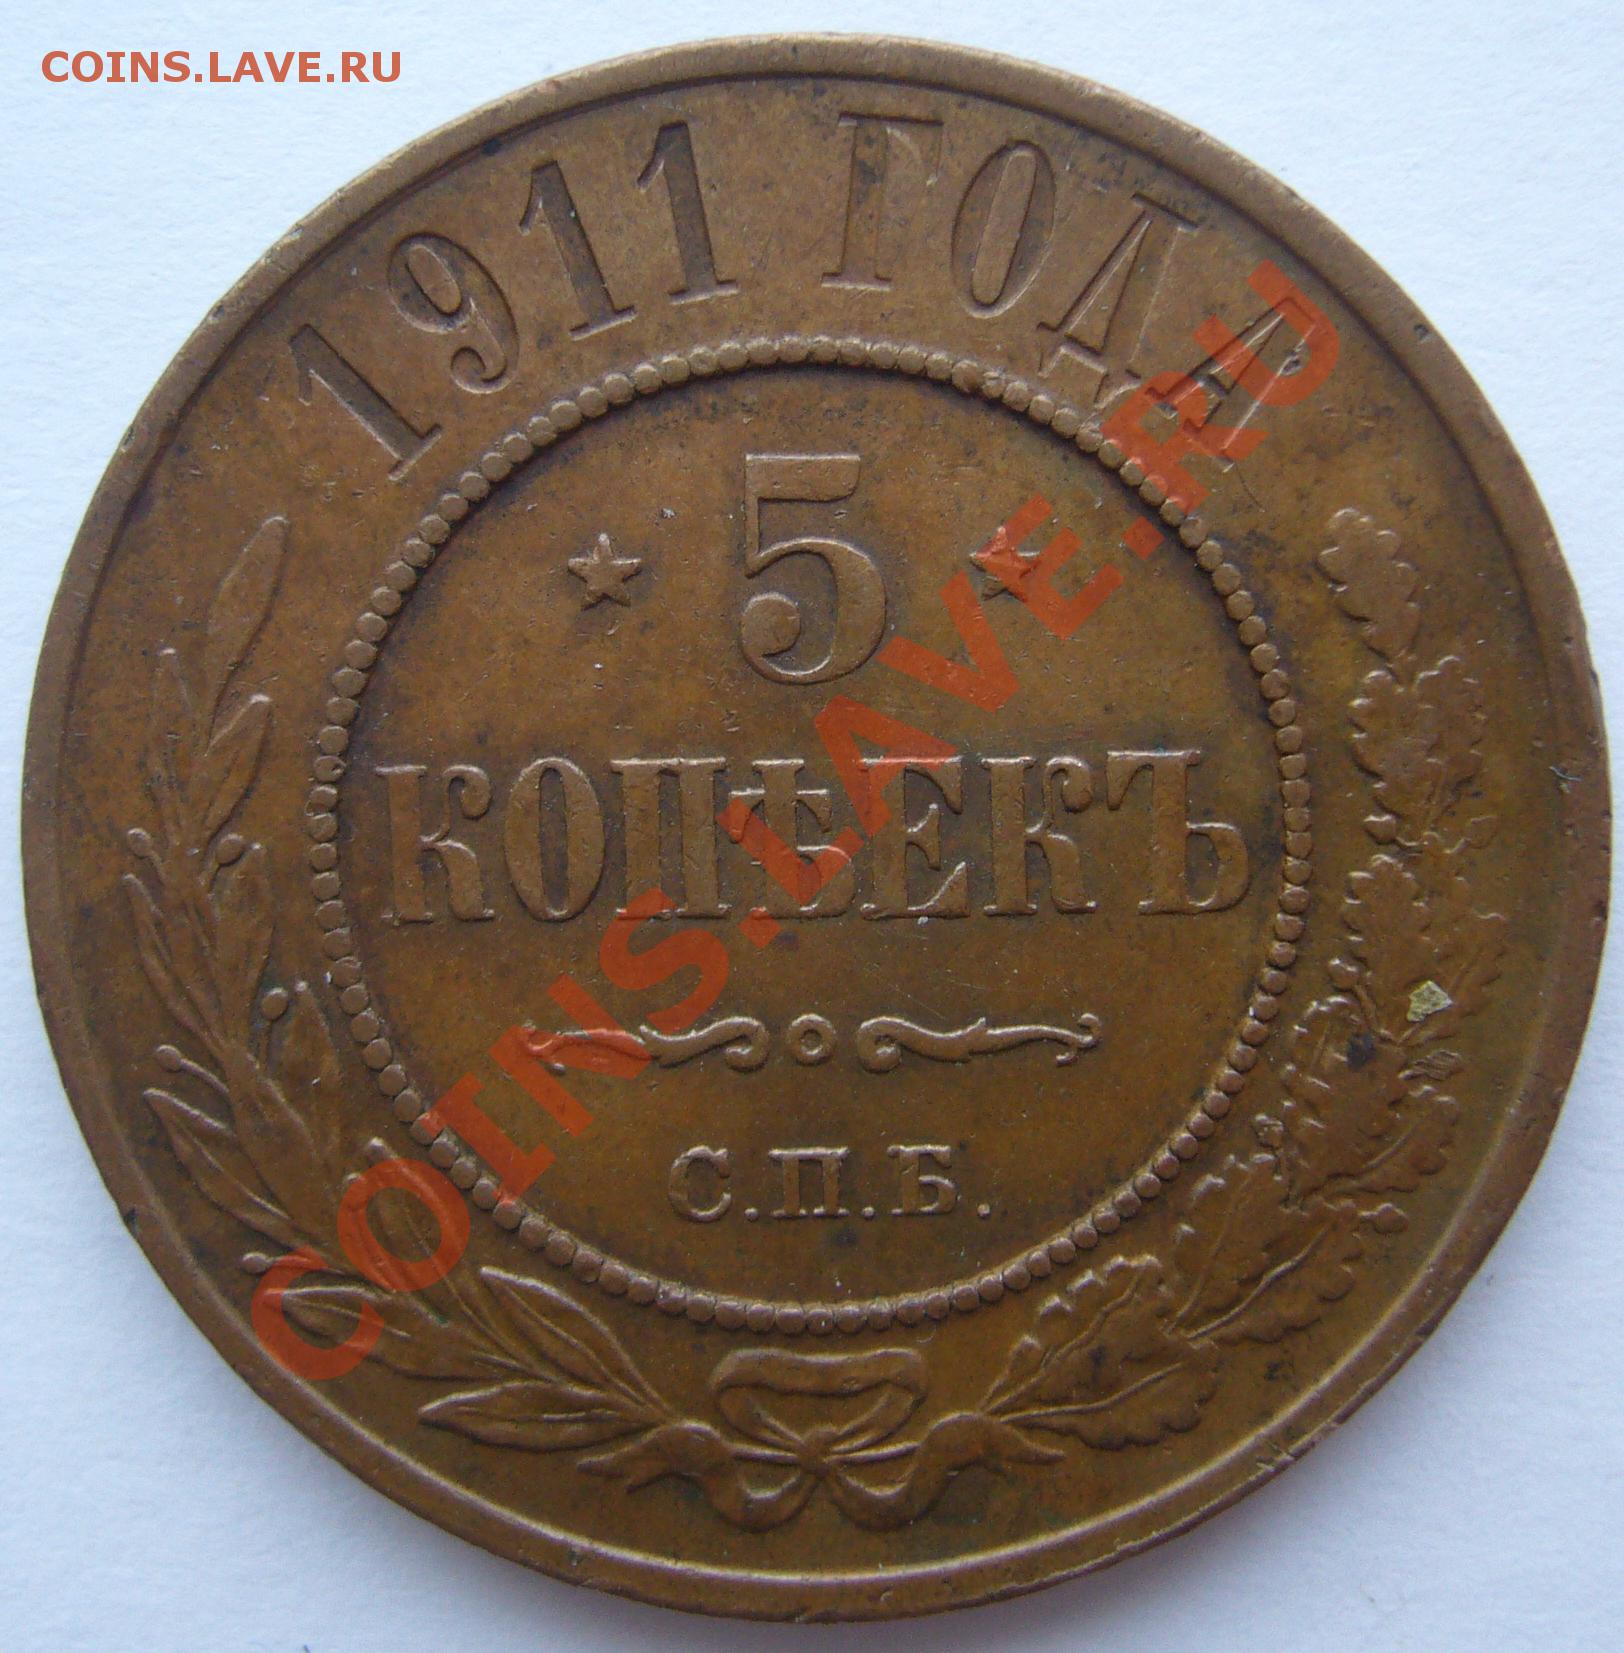 COINS.LAVE.RU
1911 ГОДА
5
КОПѢЕКЪ
С.П.Б.
COINS.LAVE.RU